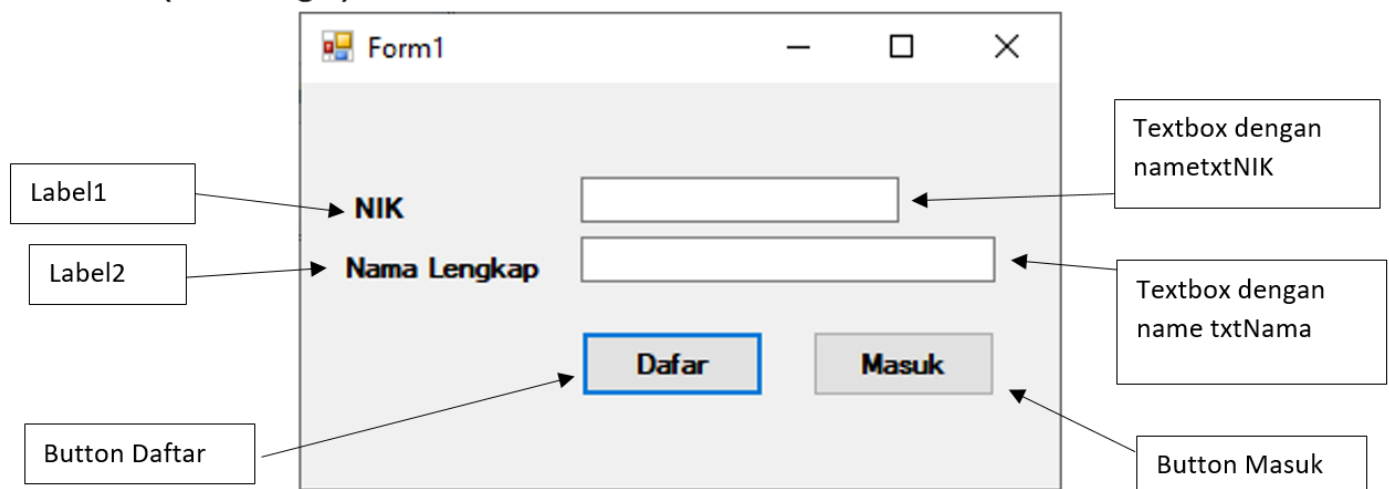 Form1
Textbox dengan
nametxtNIK
Label1
NIK
Label2
Nama Lengkap
Textbox dengan
name txtNama
Dafar
Masuk
Button Daftar
Button Masuk